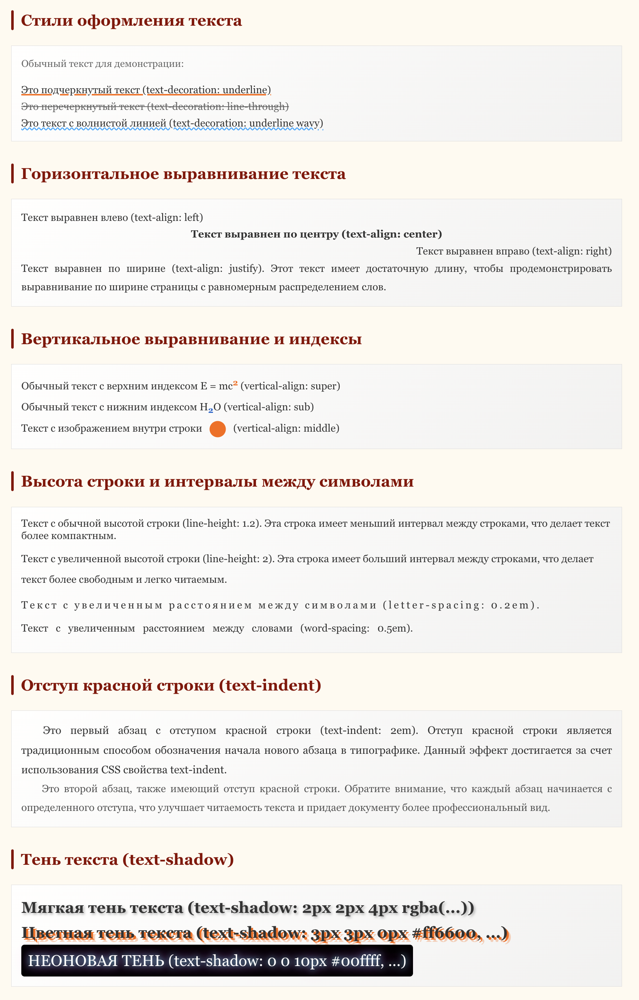 Стили оформления текста
Обычный текст для демонстрации:
Это подчеркнутый текст (text-decoration: underline)
Это перечеркнутый текст (text-decoration: line-through)
Это текст с волнистой линией (text-decoration: underline wavy)
Горизонтальное выравнивание текста
Текст выравнен влево (text-align: left)
Текст выравнен по центру (text-align: center)
Текст выравнен вправо (text-align: right)
Текст выравнен по ширине (text-align: justify). Этот текст имеет достаточную длину, чтобы продемонстрировать
выравнивание по ширине страницы с равномерным распределением слов.
Вертикальное выравнивание и индексы
Обычный текст с верхним индексом E = mc² (vertical-align: super)
Обычный текст с нижним индексом H₂O (vertical-align: sub)
Текст с изображением внутри строки (vertical-align: middle)
Высота строки и интервалы между символами
Текст с обычной высотой строки (line-height: 1.2). Эта строка имеет меньший интервал между строками, что делает текст
более компактным.
Текст с увеличенной высотой строки (line-height: 2). Эта строка имеет больший интервал между строками, что делает
текст более свободным и легко читаемым.
Текст с увеличенным расстоянием между символами (letter-spacing: 0.2em).
Текст с увеличенным расстоянием между словами (word-spacing: 0.5em).
Отступ красной строки (text-indent)
Это первый абзац с отступом красной строки (text-indent: 2em). Отступ красной строки является
традиционным способом обозначения начала нового абзаца в типографике. Данный эффект достигается за счет
использования CSS свойства text-indent.
Это второй абзац, также имеющий отступ красной строки. Обратите внимание, что каждый абзац начинается с
определенного отступа, что улучшает читаемость текста и придает документу более профессиональный вид.
Тень текста (text-shadow)
Мягкая тень текста (text-shadow: 2px 2px 4px rgba(...))
Цветная тень текста (text-shadow: 3px 3px 0px #ff6600, ...)
НЕОНОВАЯ ТЕНЬ (text-shadow: 0 0 10px #00ffff, ...)